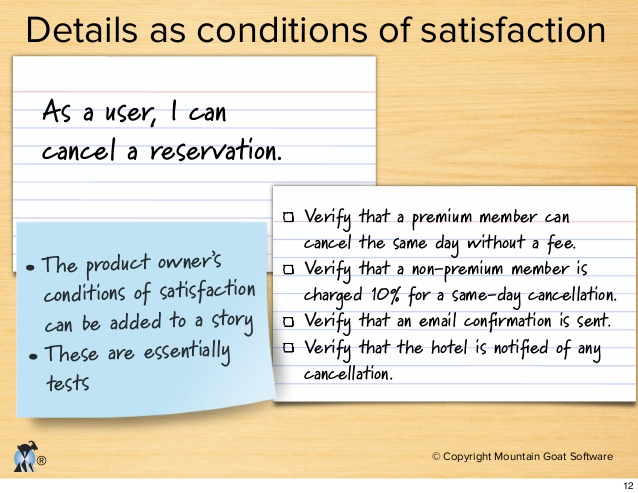 Details as conditions of satisfaction
As a user, I can
cancel a reservation.
• The product owner's
conditions of satisfaction
can be added to a story
• These are essentially
tests
Verify that a premium member can
cancel the same day without a fee.
Verify that a non-premium member is
charged 10% for a same-day cancellation.
Verify that an email confirmation is sent.
Verify that the hotel is notified of any
cancellation.
®
© Copyright Mountain Goat Software
12